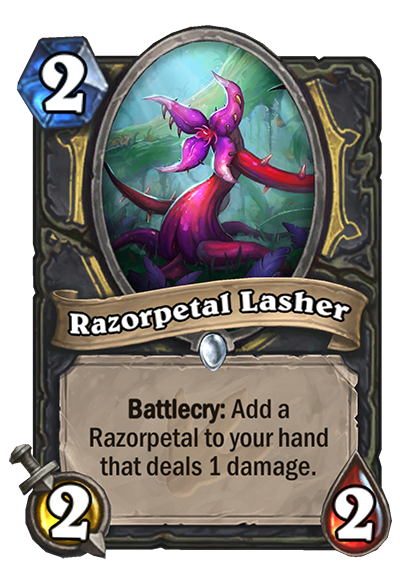 2
Razorpetal Lasher
Battlecry: Add a
Razorpetal to your hand
that deals 1 damage.
2
2